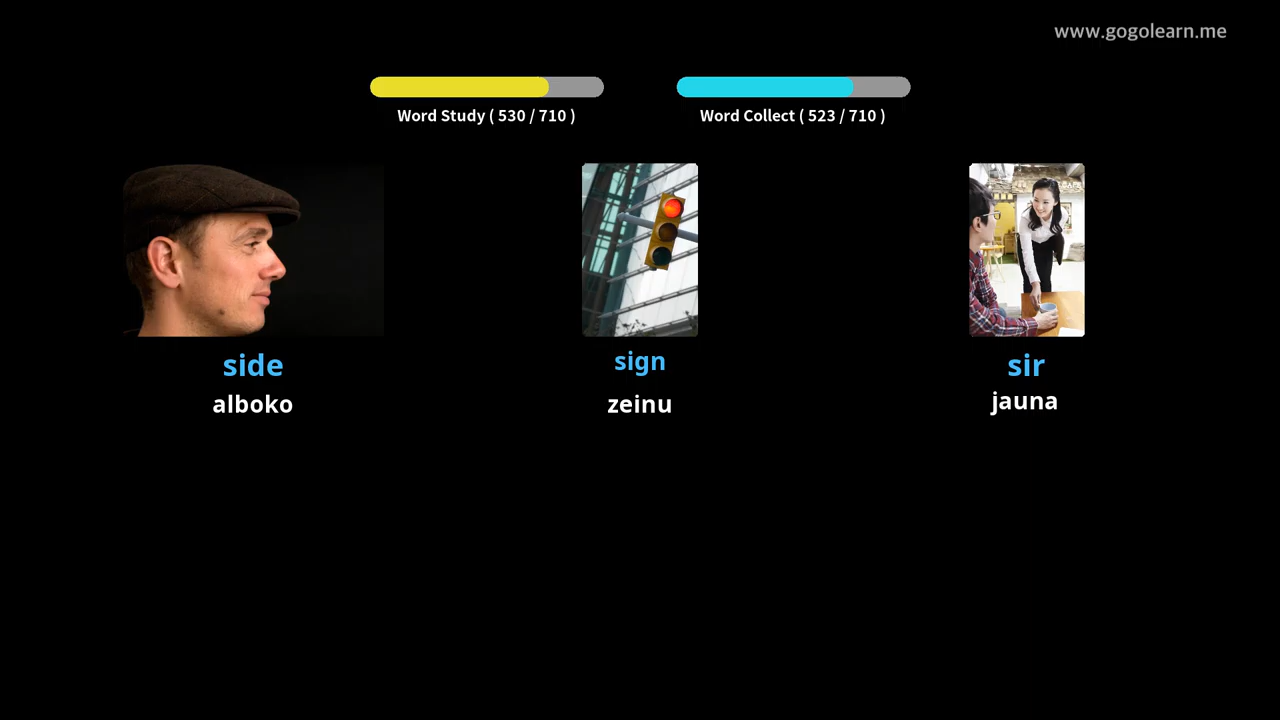 www.gogolearn.me
Word Study ( 530 / 710 )
Word Collect ( 523 / 710 )
side
sign
sir
alboko
zeinu
jauna